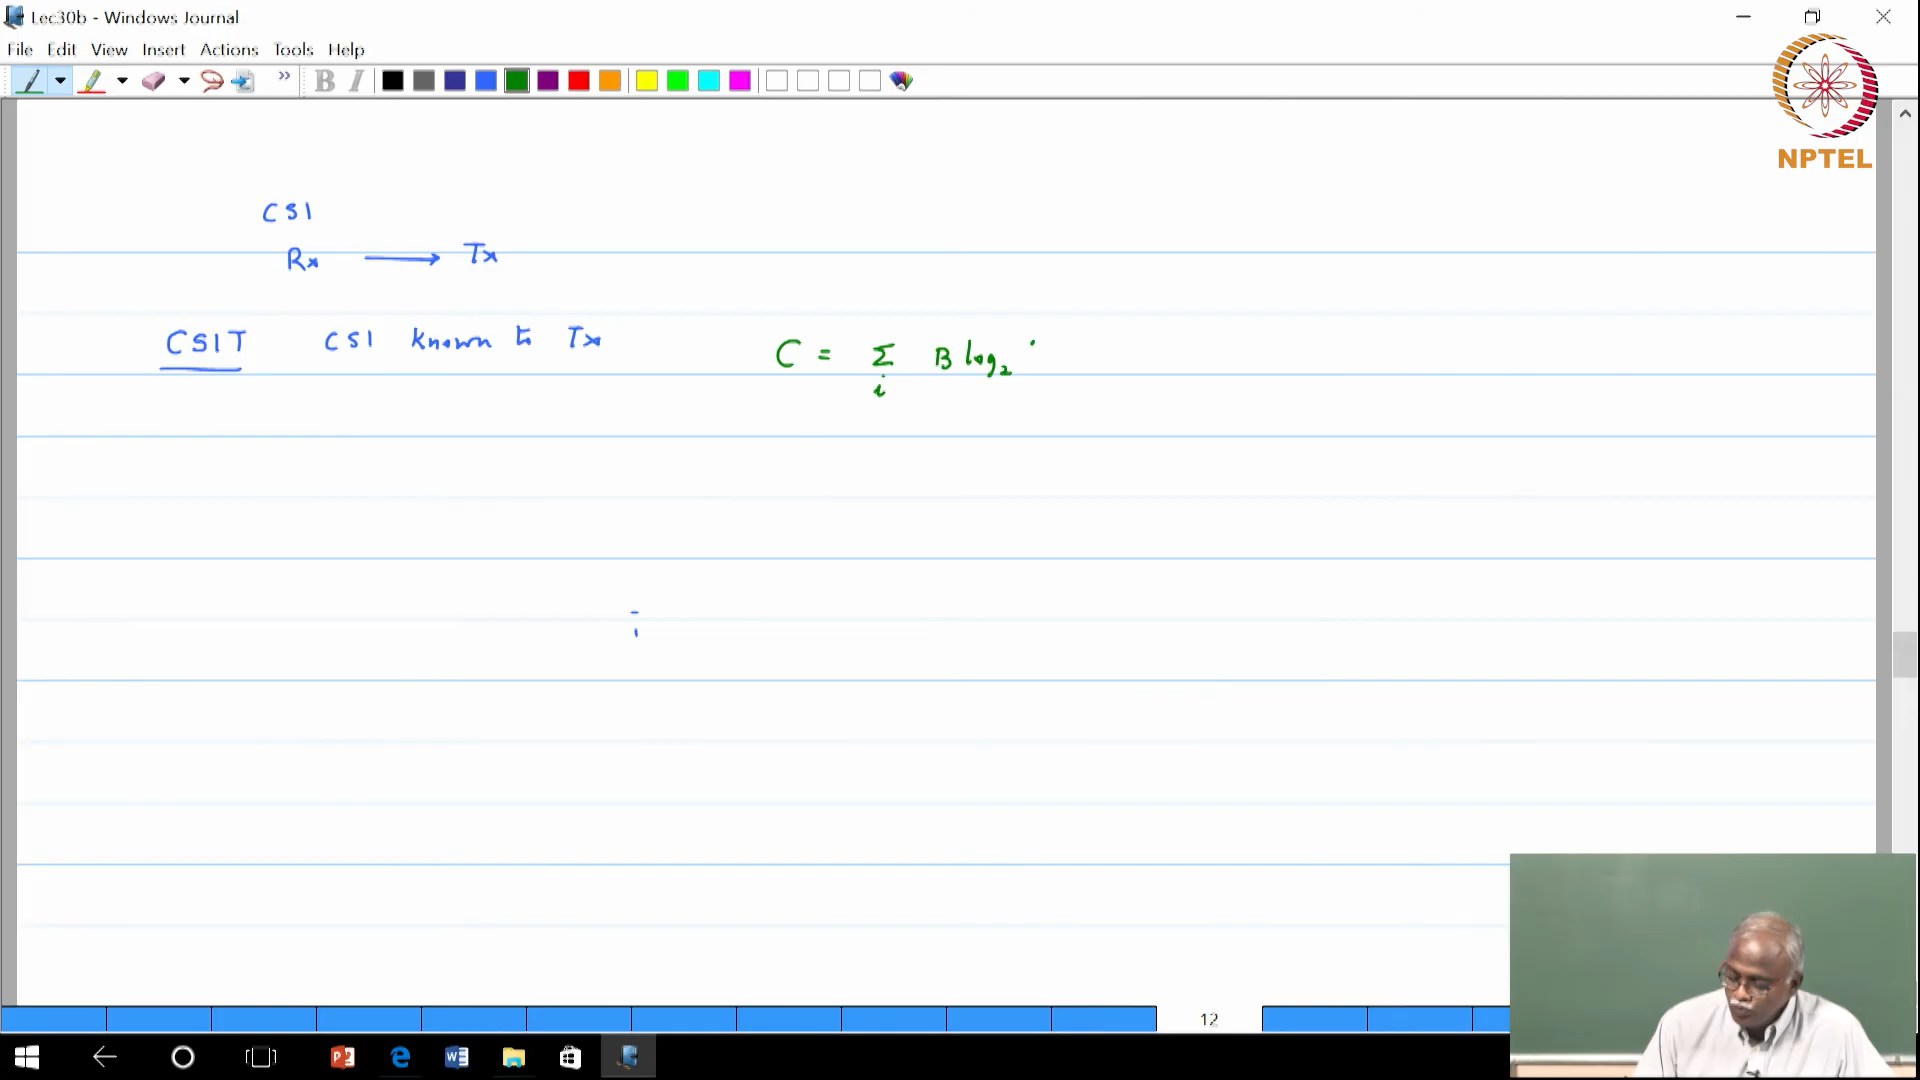 Lec30b - Windows Journal
File Edit View Insert Actions Tools Help
B I
NPTEL
CSI
Rx → Tx
CSIT CSI known to Tx
C = Σ B log₂
i
12